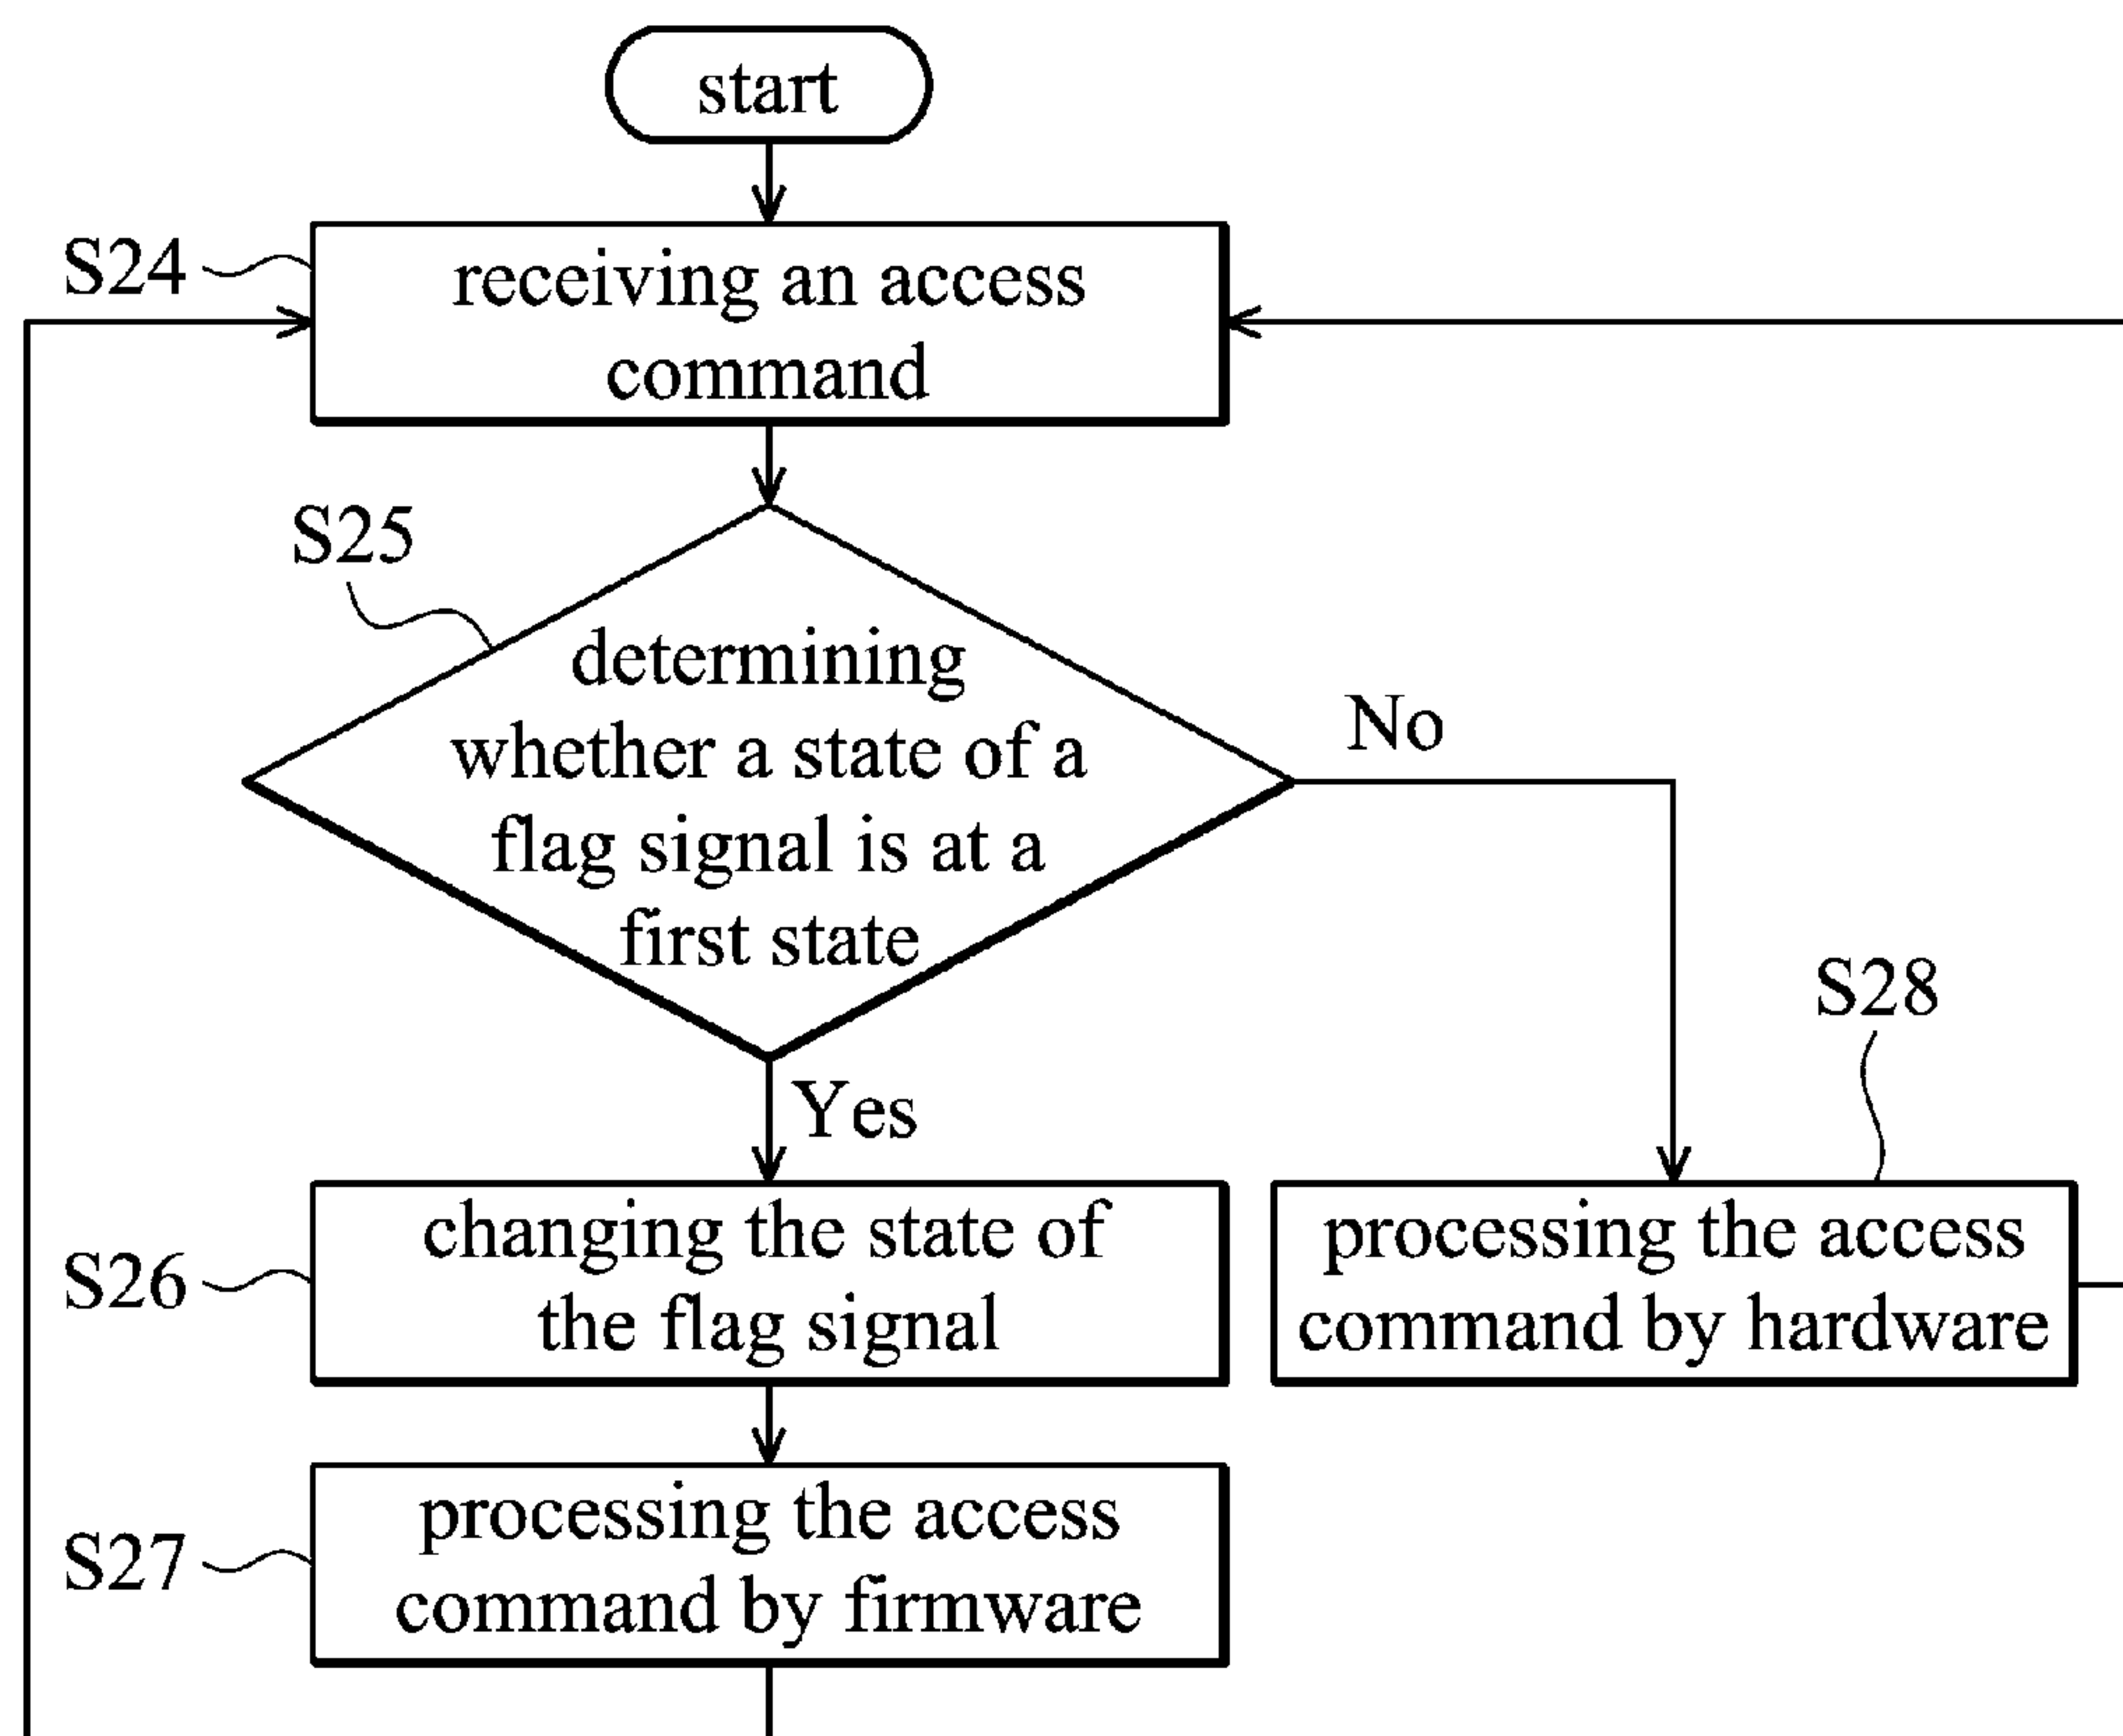 start
S24
receiving an access
command
S25
determining
whether a state of a
flag signal is at a
first state
No
Yes
S28
S26
changing the state of
the flag signal
processing the access
command by hardware
S27
processing the access
command by firmware